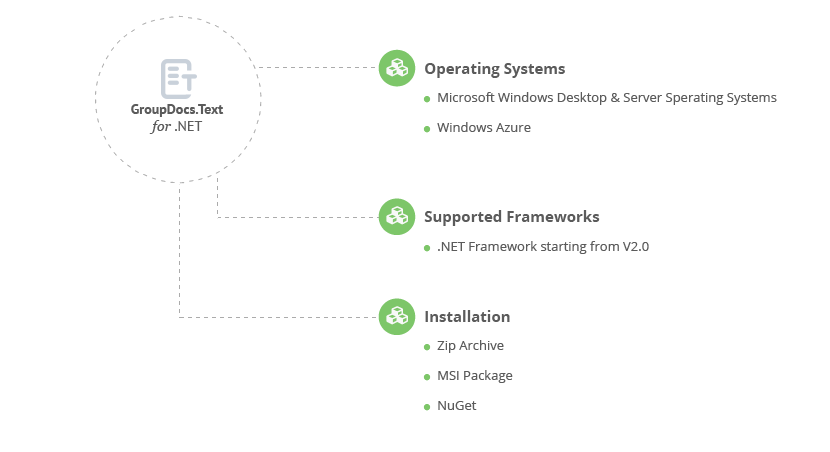 GroupDocs.Text
for .NET
Operating Systems
Microsoft Windows Desktop & Server Sperating Systems
Windows Azure
Supported Frameworks
.NET Framework starting from V2.0
Installation
Zip Archive
MSI Package
NuGet